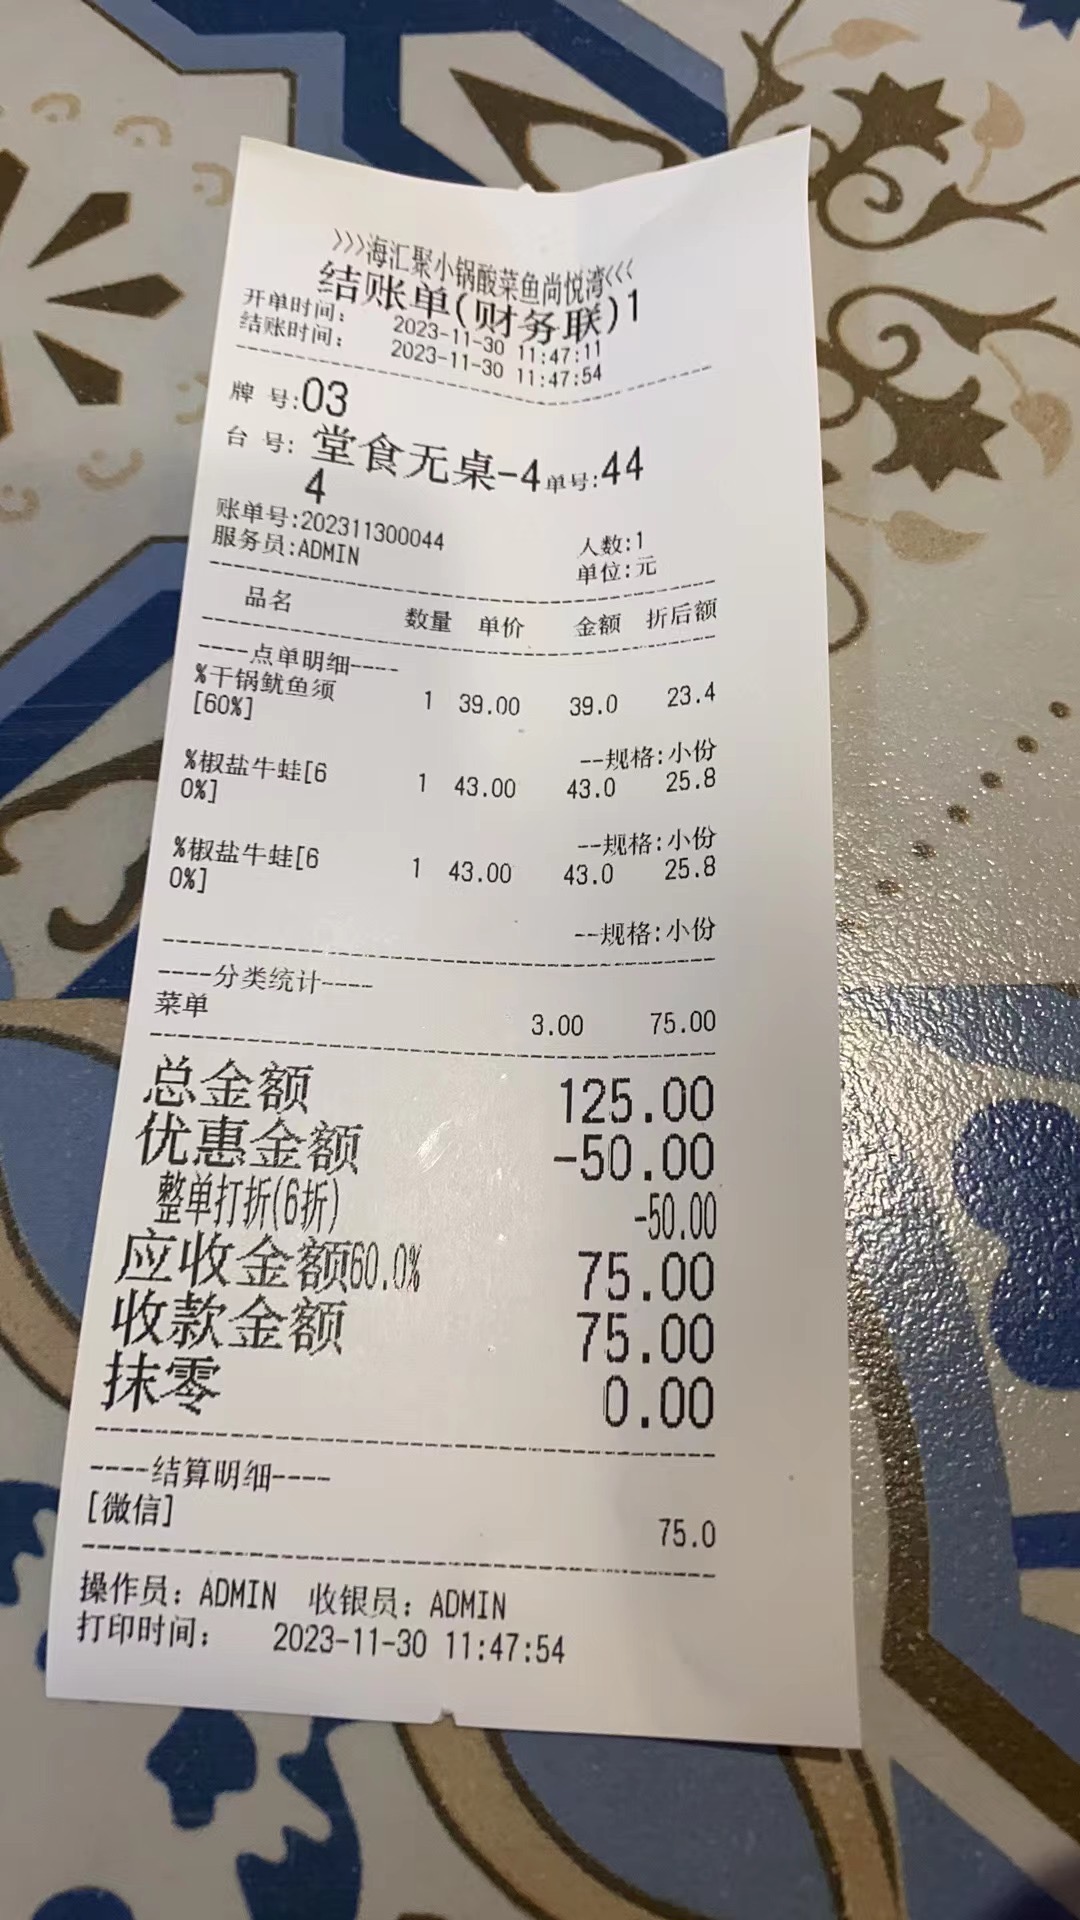 >>>海汇聚小锅酸菜鱼尚悦湾<<<
结账单(财务联)1
开单时间： 2023-11-30 11:47:11
结账时间： 2023-11-30 11:47:54
牌 号:03
台 号: 堂食无桌-4 单号:44
4
账单号:202311300044 人数:1
服务员:ADMIN 单位:元
品名 数量 单价 金额 折后额
----点单明细----
%干锅鱿鱼须 1 39.00 39.0 23.4
[60%]
--规格:小份
%椒盐牛蛙[6 1 43.00 43.0 25.8
0%]
--规格:小份
%椒盐牛蛙[6 1 43.00 43.0 25.8
0%]
--规格:小份
----分类统计----
菜单 3.00 75.00
总金额 125.00
优惠金额 -50.00
整单打折(6折) -50.00
应收金额60.0% 75.00
收款金额 75.00
抹零 0.00
----结算明细----
[微信] 75.0
操作员: ADMIN 收银员: ADMIN
打印时间: 2023-11-30 11:47:54